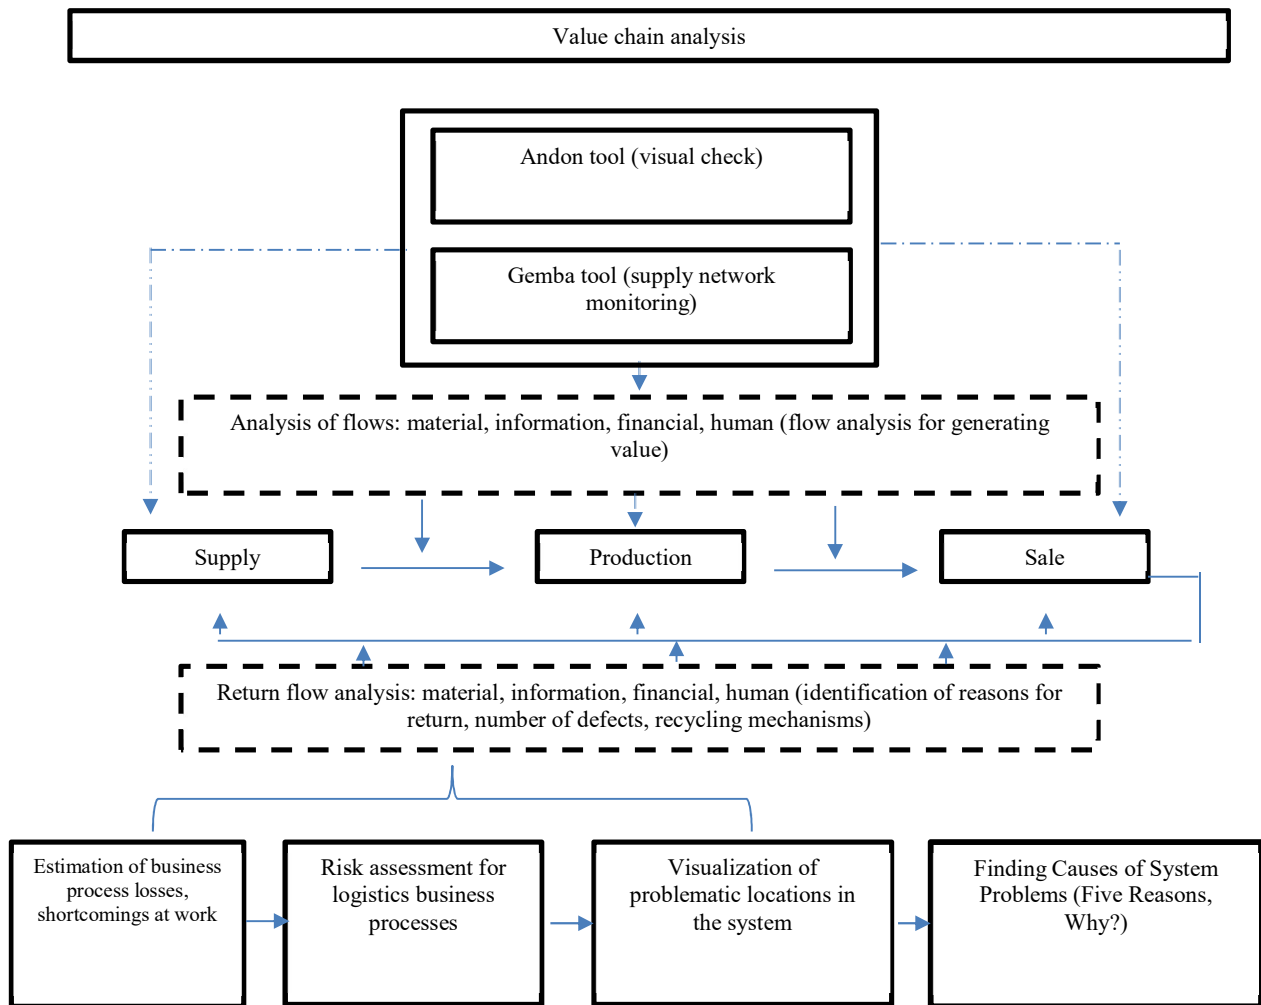 Value chain analysis
Andon tool (visual check)
Gemba tool (supply network
monitoring)
Analysis of flows: material, information, financial, human (flow analysis for generating
value)
Supply
Production
Sale
Return flow analysis: material, information, financial, human (identification of reasons for
return, number of defects, recycling mechanisms)
Estimation of business
process losses,
shortcomings at work
Risk assessment for
logistics business
processes
Visualization of
problematic locations in
the system
Finding Causes of System
Problems (Five Reasons,
Why?)